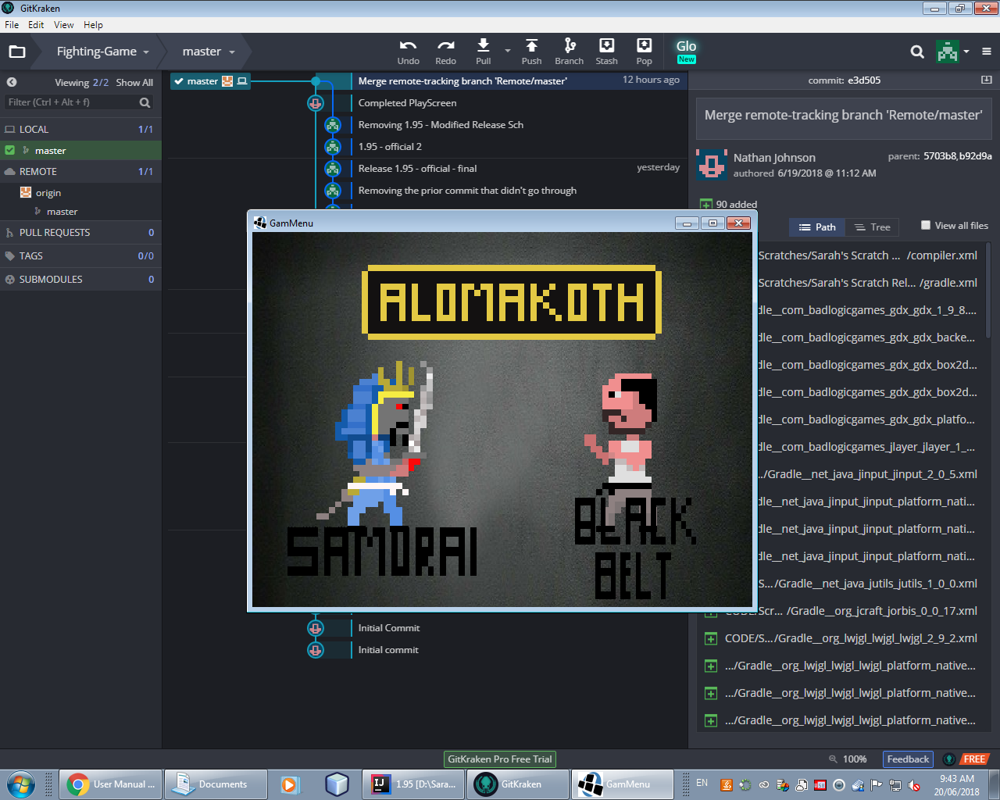 GitKraken
File Edit View Help
Fighting-Game master
Undo Redo Pull Push Branch Stash Pop
Glo
New
Viewing 2/2 Show All
Filter (Ctrl + Alt + f)
LOCAL 1/1
master
REMOTE 1/1
origin
master
PULL REQUESTS 0
TAGS 0/0
SUBMODULES 0
master
Merge remote-tracking branch 'Remote/master' 12 hours ago
Completed PlayScreen
Removing 1.95 - Modified Release Sch
1.95 - official 2
Release 1.95 - official - final yesterday
Removing the prior commit that didn't go through
GamMenu
ALOMAKOTH
SAMORAI
BLACK
BELT
Initial Commit
Initial commit
commit: e3d505
Merge remote-tracking branch 'Remote/master'
Nathan Johnson
parent: 5703b8,b92d9a
authored 6/19/2018 @ 11:12 AM
90 added
Path Tree View all files
Scratches/Sarah's Scratch ... /compiler.xml
Scratches/Sarah's Scratch Rel... /gradle.xml
dle__com_badlogicgames_gdx_gdx_1_9_8....
dle__com_badlogicgames_gdx_gdx_backe...
dle__com_badlogicgames_gdx_gdx_box2d...
dle__com_badlogicgames_gdx_gdx_box2d...
dle__com_badlogicgames_gdx_gdx_platfo...
dle__com_badlogicgames_jlayer_jlayer_1_...
./Gradle__net_java_jinput_jinput_2_0_5.xml
dle__net_java_jinput_jinput_platform_nati...
dle__net_java_jinput_jinput_platform_nati...
dle__net_java_jinput_jinput_platform_nati...
S.../Gradle__net_java_jutils_jutils_1_0_0.xml
CODE/Scr... /Gradle__org_jcraft_jorbis_0_0_17.xml
CODE/S.../Gradle__org_lwjgl_lwjgl_lwjgl_2_9_2.xml
.../Gradle__org_lwjgl_lwjgl_lwjgl_platform_native...
.../Gradle__org_lwjgl_lwjgl_lwjgl_platform_native...
.../Gradle__org_lwjgl_lwjgl_lwjgl_platform_native...
GitKraken Pro Free Trial
100% Feedback FREE
User Manual ...
Documents
1.95 [D:\Sara...
GitKraken
GamMenu
EN
9:43 AM
20/06/2018